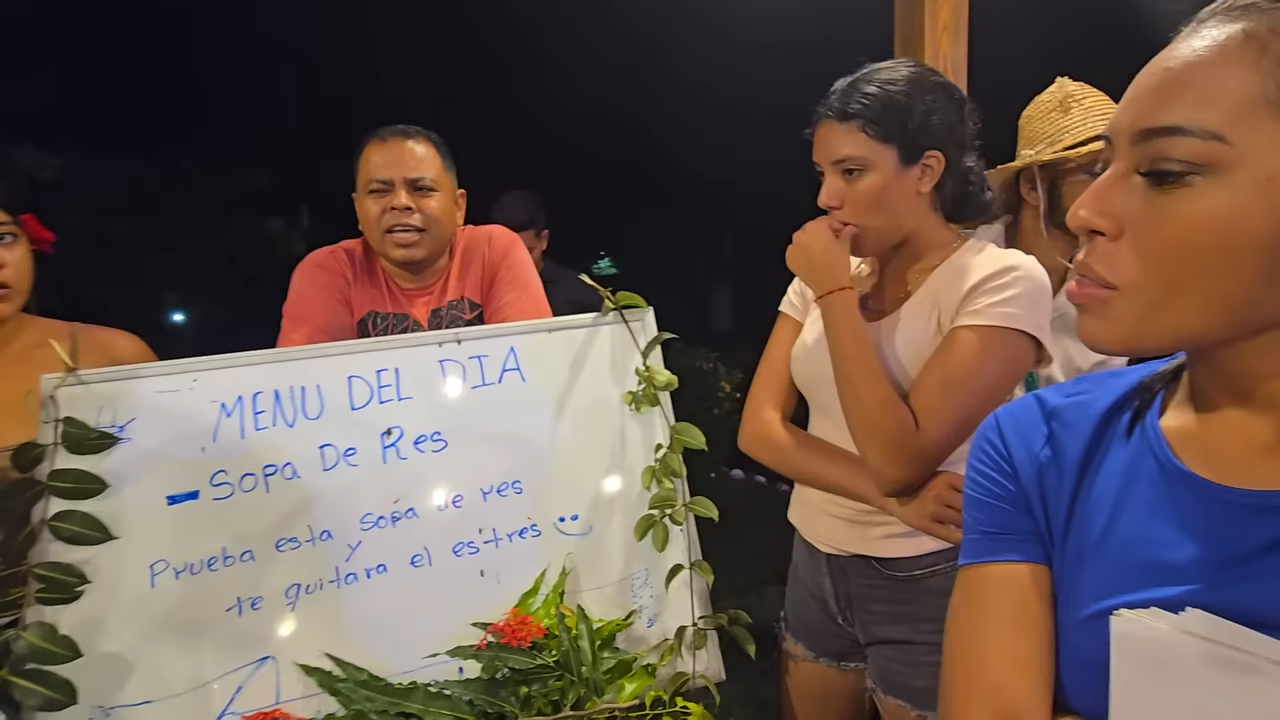 MENU DEL DIA
- Sopa De Res
Prueba esta sopa de res
y
te quitara el estres